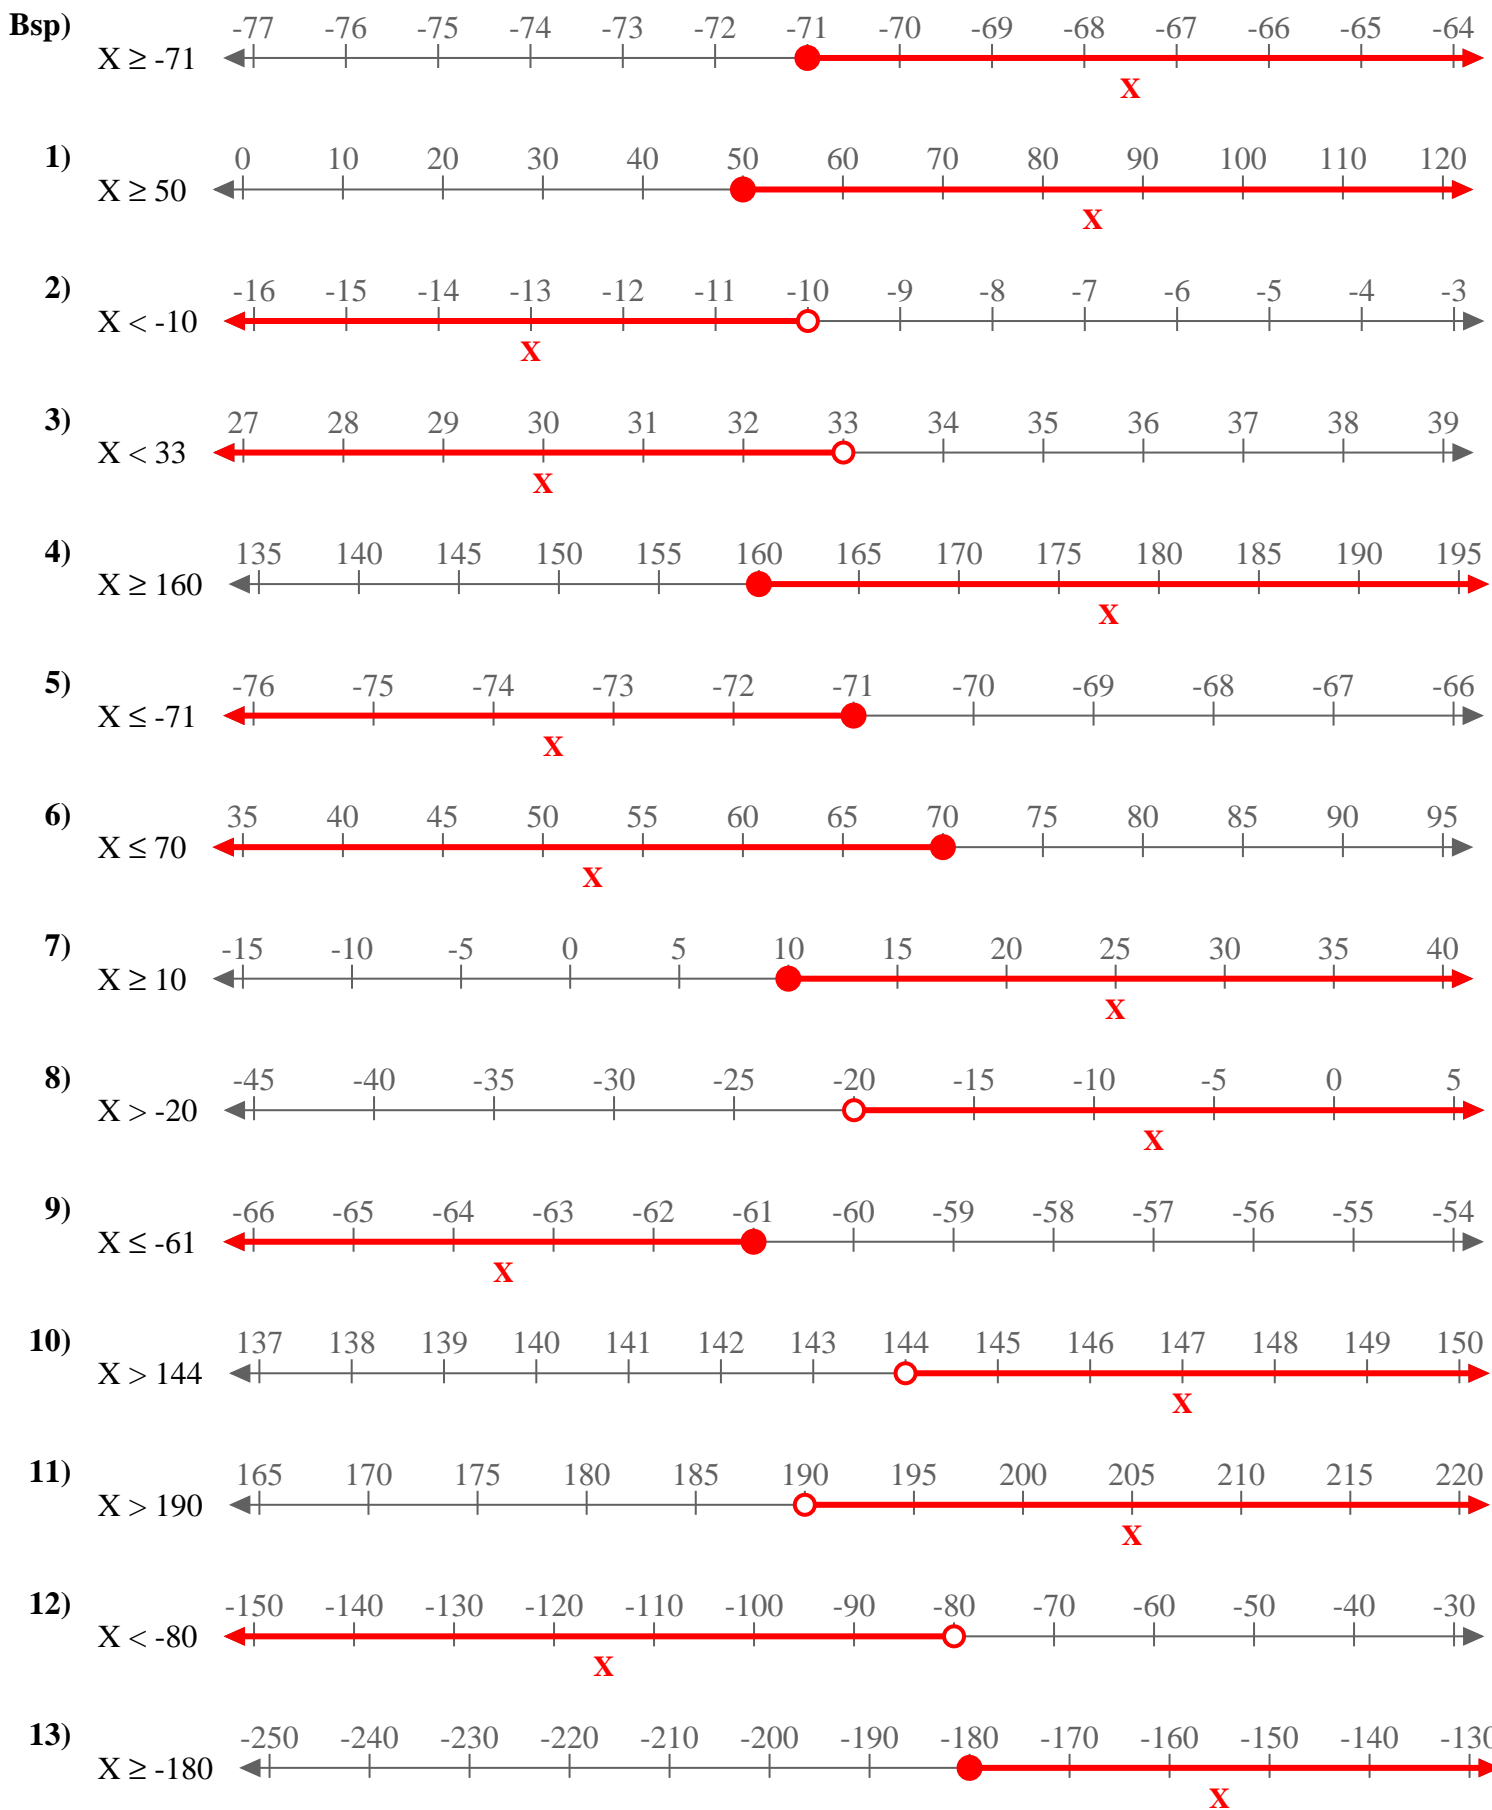 Bsp) -77 -76 -75 -74 -73 -72 -71 -70 -69 -68 -67 -66 -65 -64
X ≥ -71
X
1) 0 10 20 30 40 50 60 70 80 90 100 110 120
X ≥ 50
X
2) -16 -15 -14 -13 -12 -11 -10 -9 -8 -7 -6 -5 -4 -3
X < -10
X
3) 27 28 29 30 31 32 33 34 35 36 37 38 39
X < 33
X
4) 135 140 145 150 155 160 165 170 175 180 185 190 195
X ≥ 160
X
5) -76 -75 -74 -73 -72 -71 -70 -69 -68 -67 -66
X ≤ -71
X
6) 35 40 45 50 55 60 65 70 75 80 85 90 95
X ≤ 70
X
7) -15 -10 -5 0 5 10 15 20 25 30 35 40
X ≥ 10
X
8) -45 -40 -35 -30 -25 -20 -15 -10 -5 0 5
X > -20
X
9) -66 -65 -64 -63 -62 -61 -60 -59 -58 -57 -56 -55 -54
X ≤ -61
X
10) 137 138 139 140 141 142 143 144 145 146 147 148 149 150
X > 144
X
11) 165 170 175 180 185 190 195 200 205 210 215 220
X > 190
X
12) -150 -140 -130 -120 -110 -100 -90 -80 -70 -60 -50 -40 -30
X < -80
X
13) -250 -240 -230 -220 -210 -200 -190 -180 -170 -160 -150 -140 -130
X ≥ -180
X